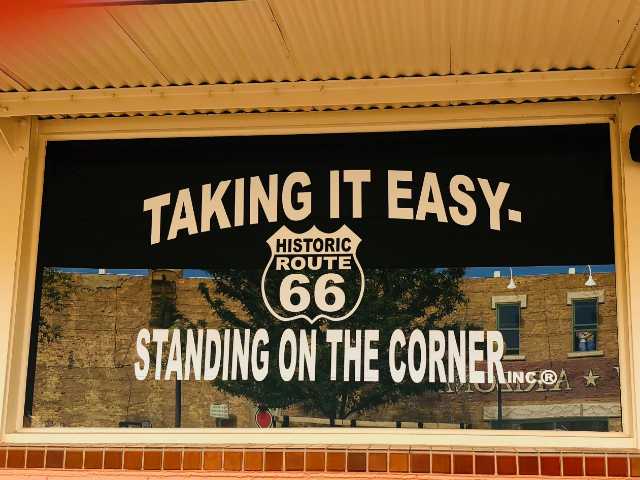 TAKING IT EASY-
HISTORIC
ROUTE
66
STANDING ON THE CORNER
INC.®